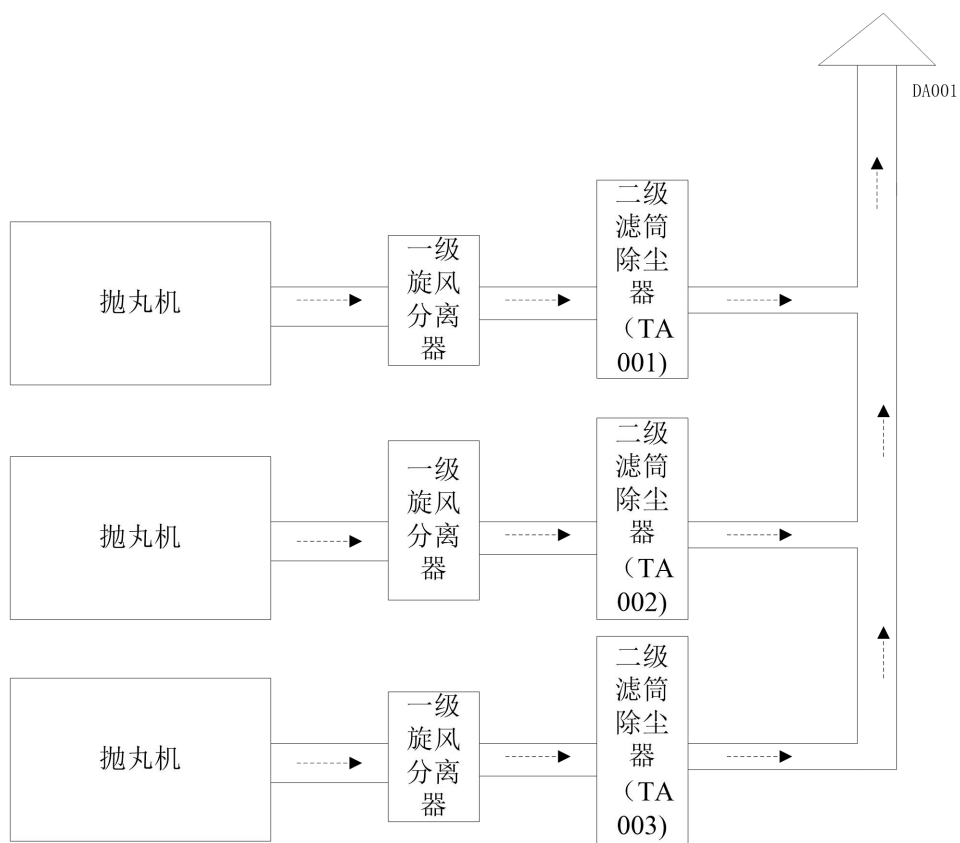 DA001
抛丸机
一级
旋风
分离
器
二级
滤筒
除尘
器
（TA
001)
抛丸机
一级
旋风
分离
器
二级
滤筒
除尘
器
（TA
002)
抛丸机
一级
旋风
分离
器
二级
滤筒
除尘
器
（TA
003)